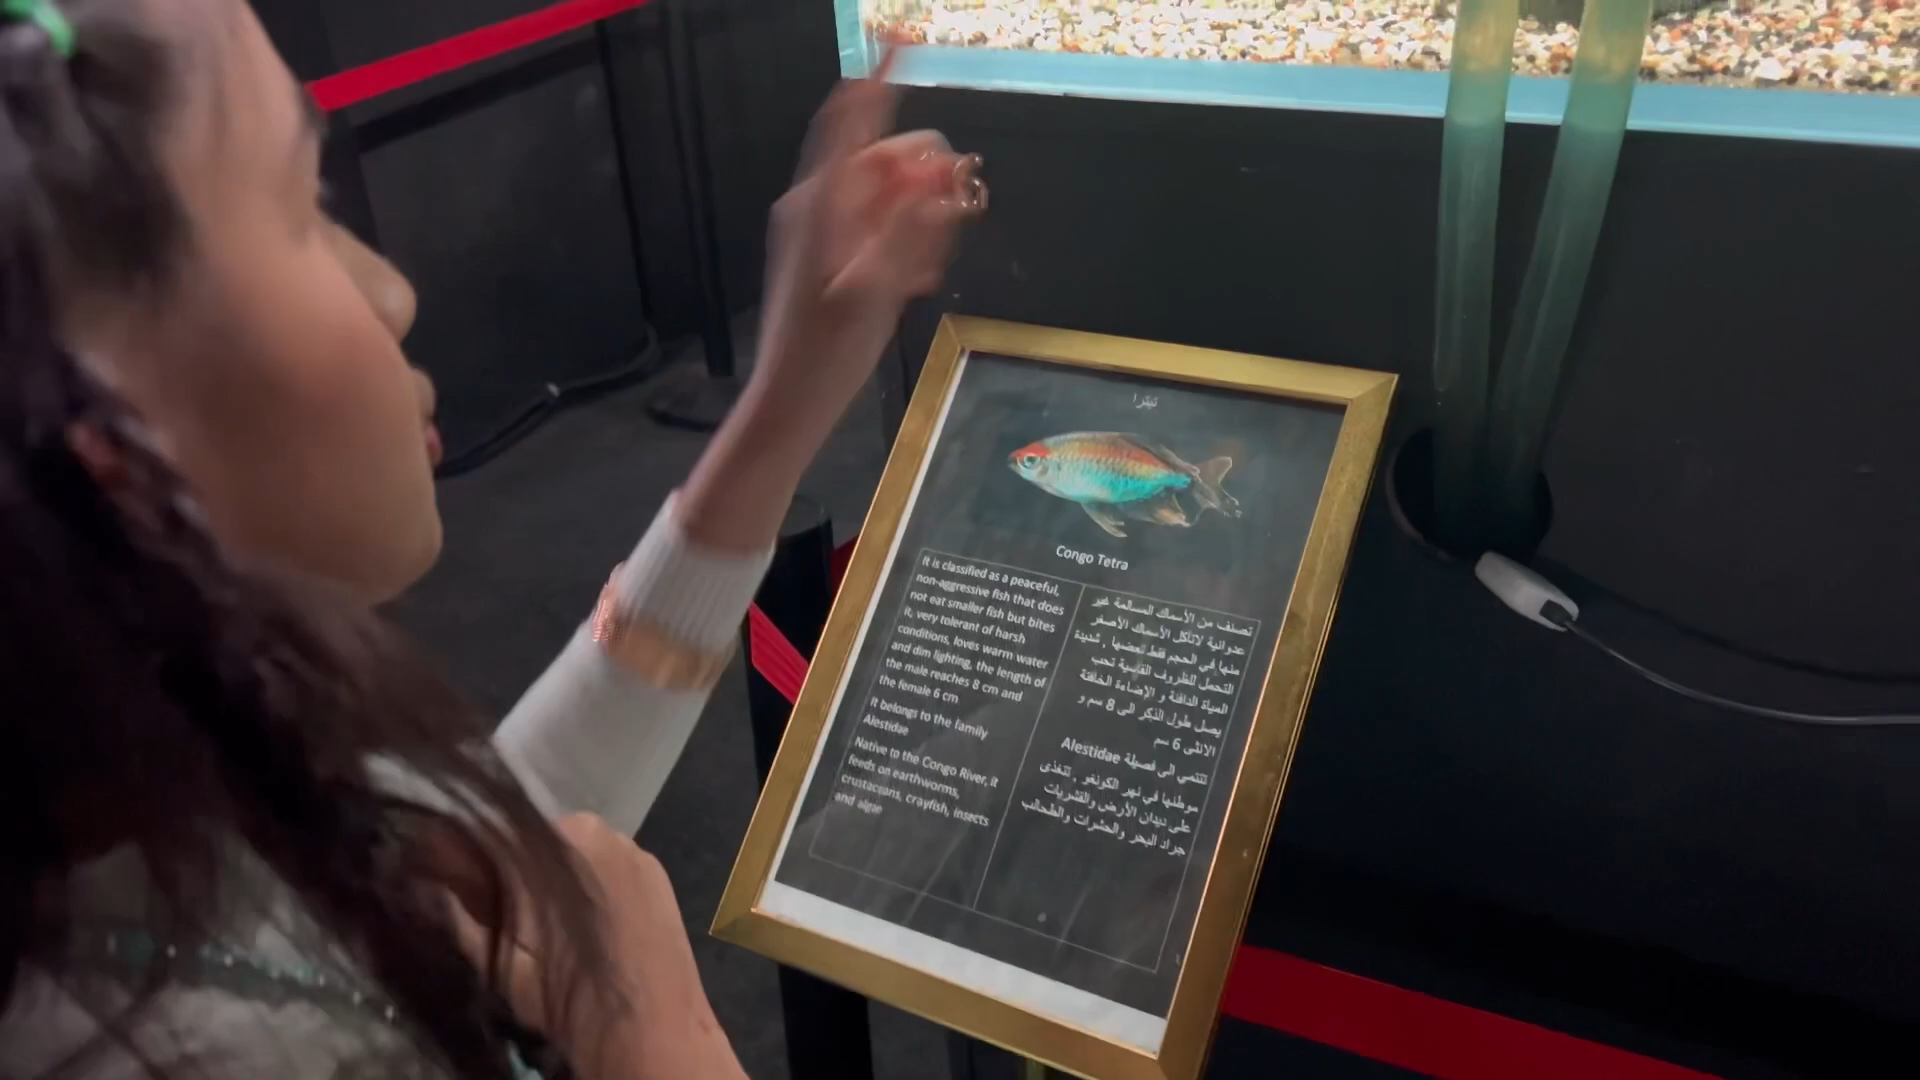 تيترا
Congo Tetra
It is classified as a peaceful,
non-aggressive fish that does
not eat smaller fish but bites
it, very tolerant of harsh
conditions, loves warm water
and dim lighting, the length of
the male reaches 8 cm and
the female 6 cm
It belongs to the family
Alestidae
Native to the Congo River, it
feeds on earthworms,
crustaceans, crayfish, insects
and algae
تصنف من الأسماك المسالمة غير
عدوانية لاتأكل الأسماك الأصغر
منها في الحجم فقط تعضها , شديدة
التحمل للظروف القاسية تحب
المياة الدافئة و الإضاءة الخافتة
يصل طول الذكر الى 8 سم و
الانثى 6 سم
تنتمي الى فصيلة Alestidae
موطنها في نهر الكونغو , تتغذى
على ديدان الأرض والقشريات
جراد البحر والحشرات والطحالب
1